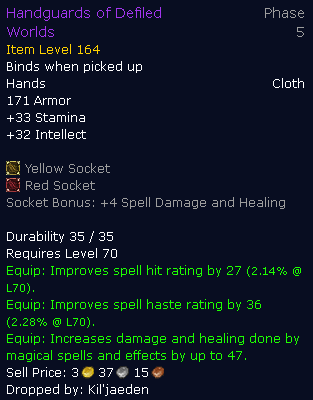 Handguards of Defiled Phase
Worlds 5
Item Level 164
Binds when picked up
Hands Cloth
171 Armor
+33 Stamina
+32 Intellect
Yellow Socket
Red Socket
Socket Bonus: +4 Spell Damage and Healing
Durability 35 / 35
Requires Level 70
Equip: Improves spell hit rating by 27 (2.14% @
L70).
Equip: Improves spell haste rating by 36
(2.28% @ L70).
Equip: Increases damage and healing done by
magical spells and effects by up to 47.
Sell Price: 3 37 15
Dropped by: Kil'jaeden